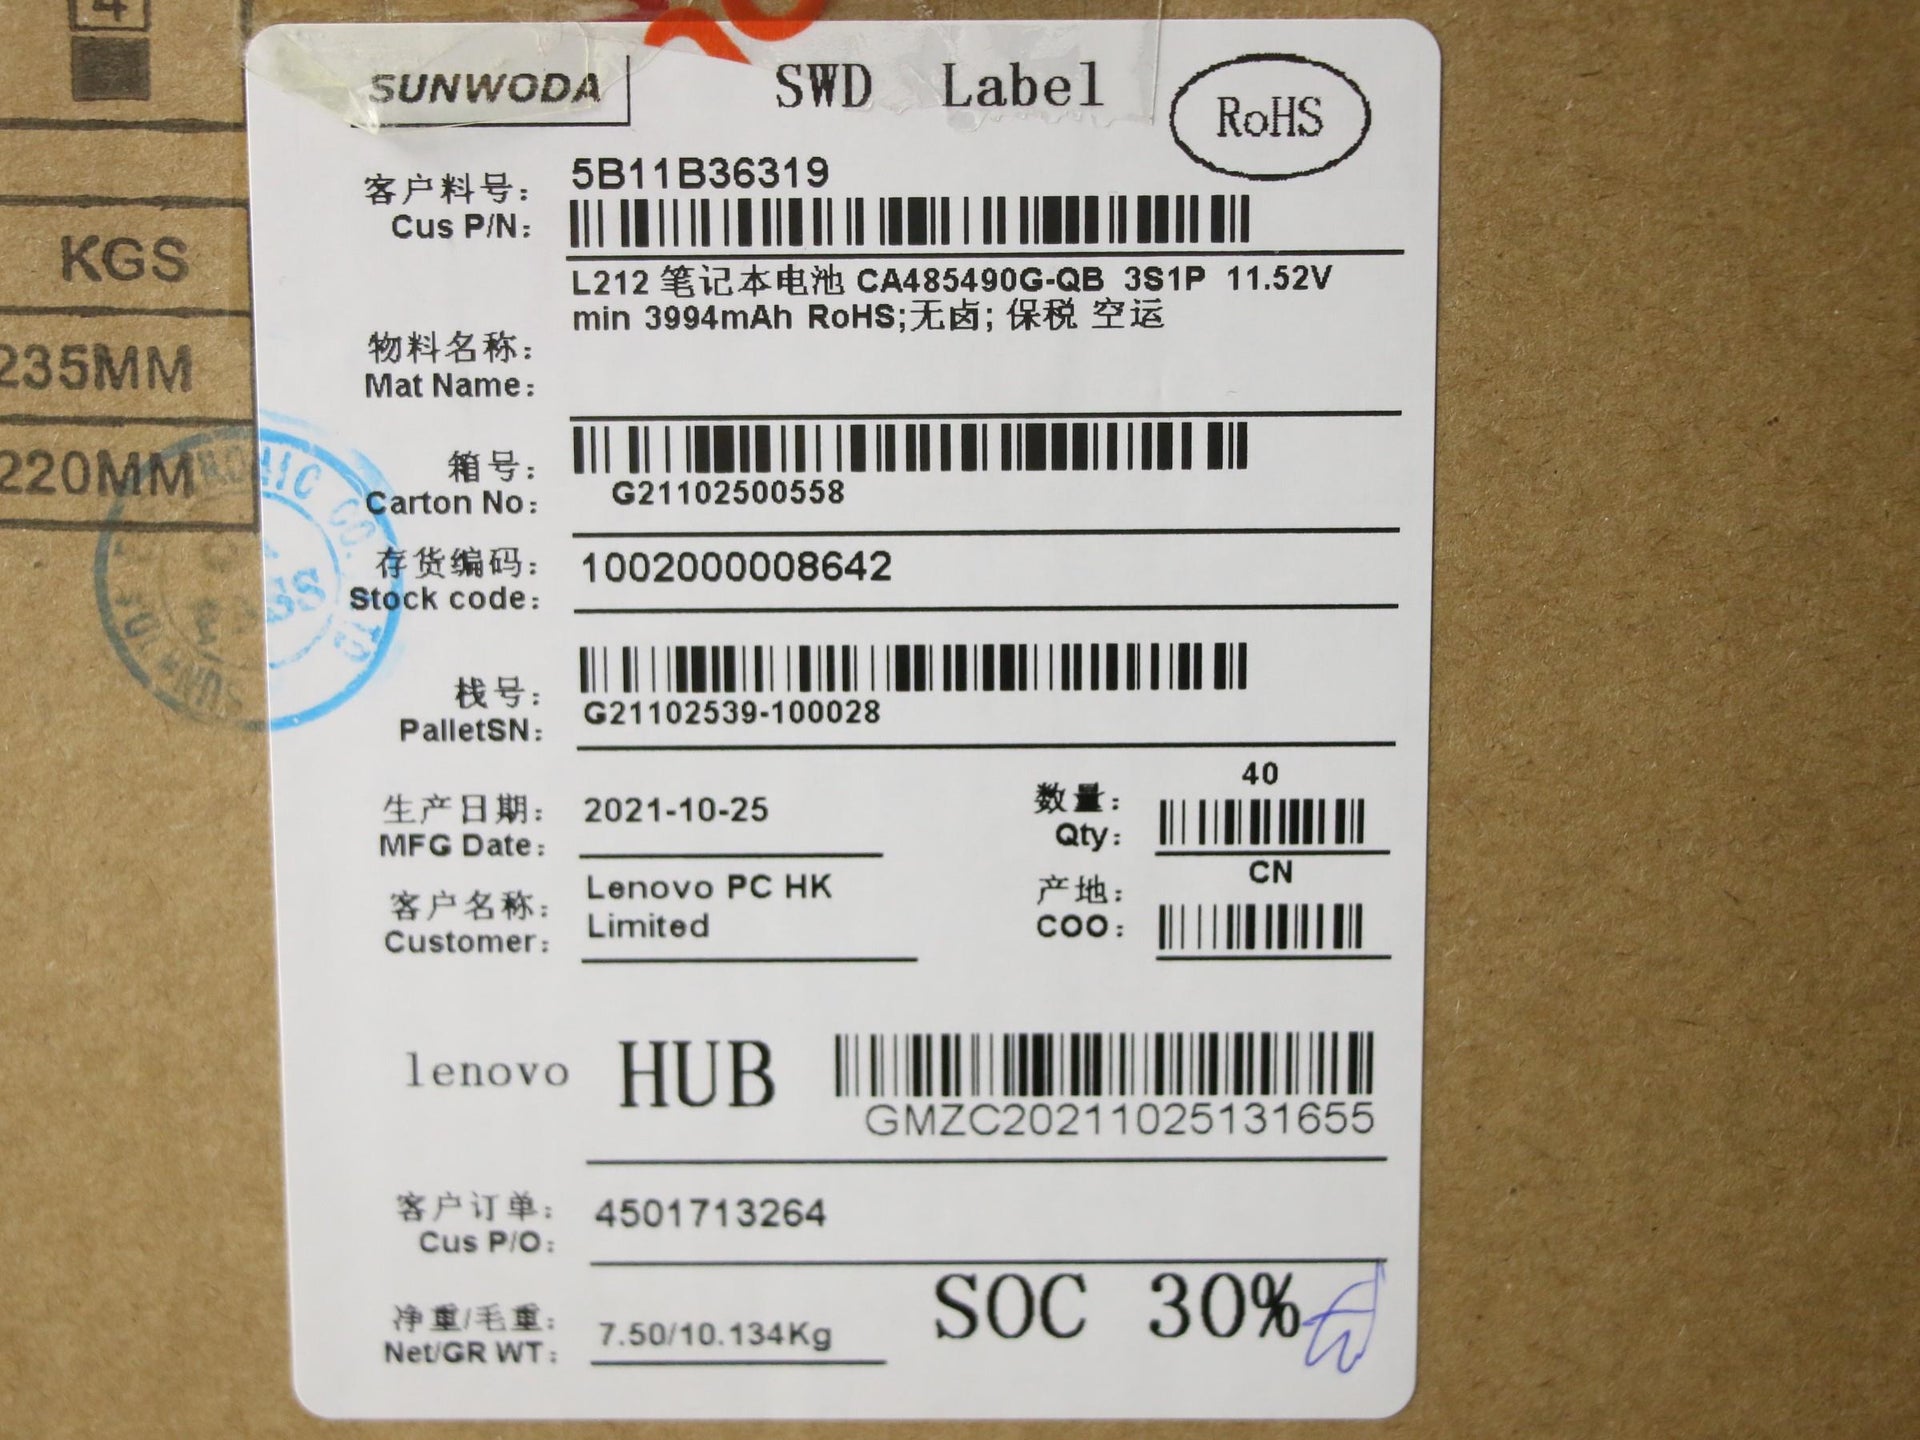 4
KGS
235MM
220MM
SUNWODA
SWD Label
RoHS
客户料号: 5B11B36319
Cus P/N:
L212 笔记本电池 CA485490G-QB 3S1P 11.52V
min 3994mAh RoHS;无卤; 保税 空运
物料名称:
Mat Name:
箱号:
Carton No: G21102500558
存货编码: 1002000008642
Stock code:
栈号:
PalletSN: G21102539-100028
生产日期: 2021-10-25
MFG Date:
数量: 40
Qty:
客户名称: Lenovo PC HK
Customer: Limited
产地: CN
COO:
lenovo HUB
GMZC20211025131655
客户订单: 4501713264
Cus P/O:
净重/毛重: 7.50/10.134Kg
Net/GR WT:
SOC 30%